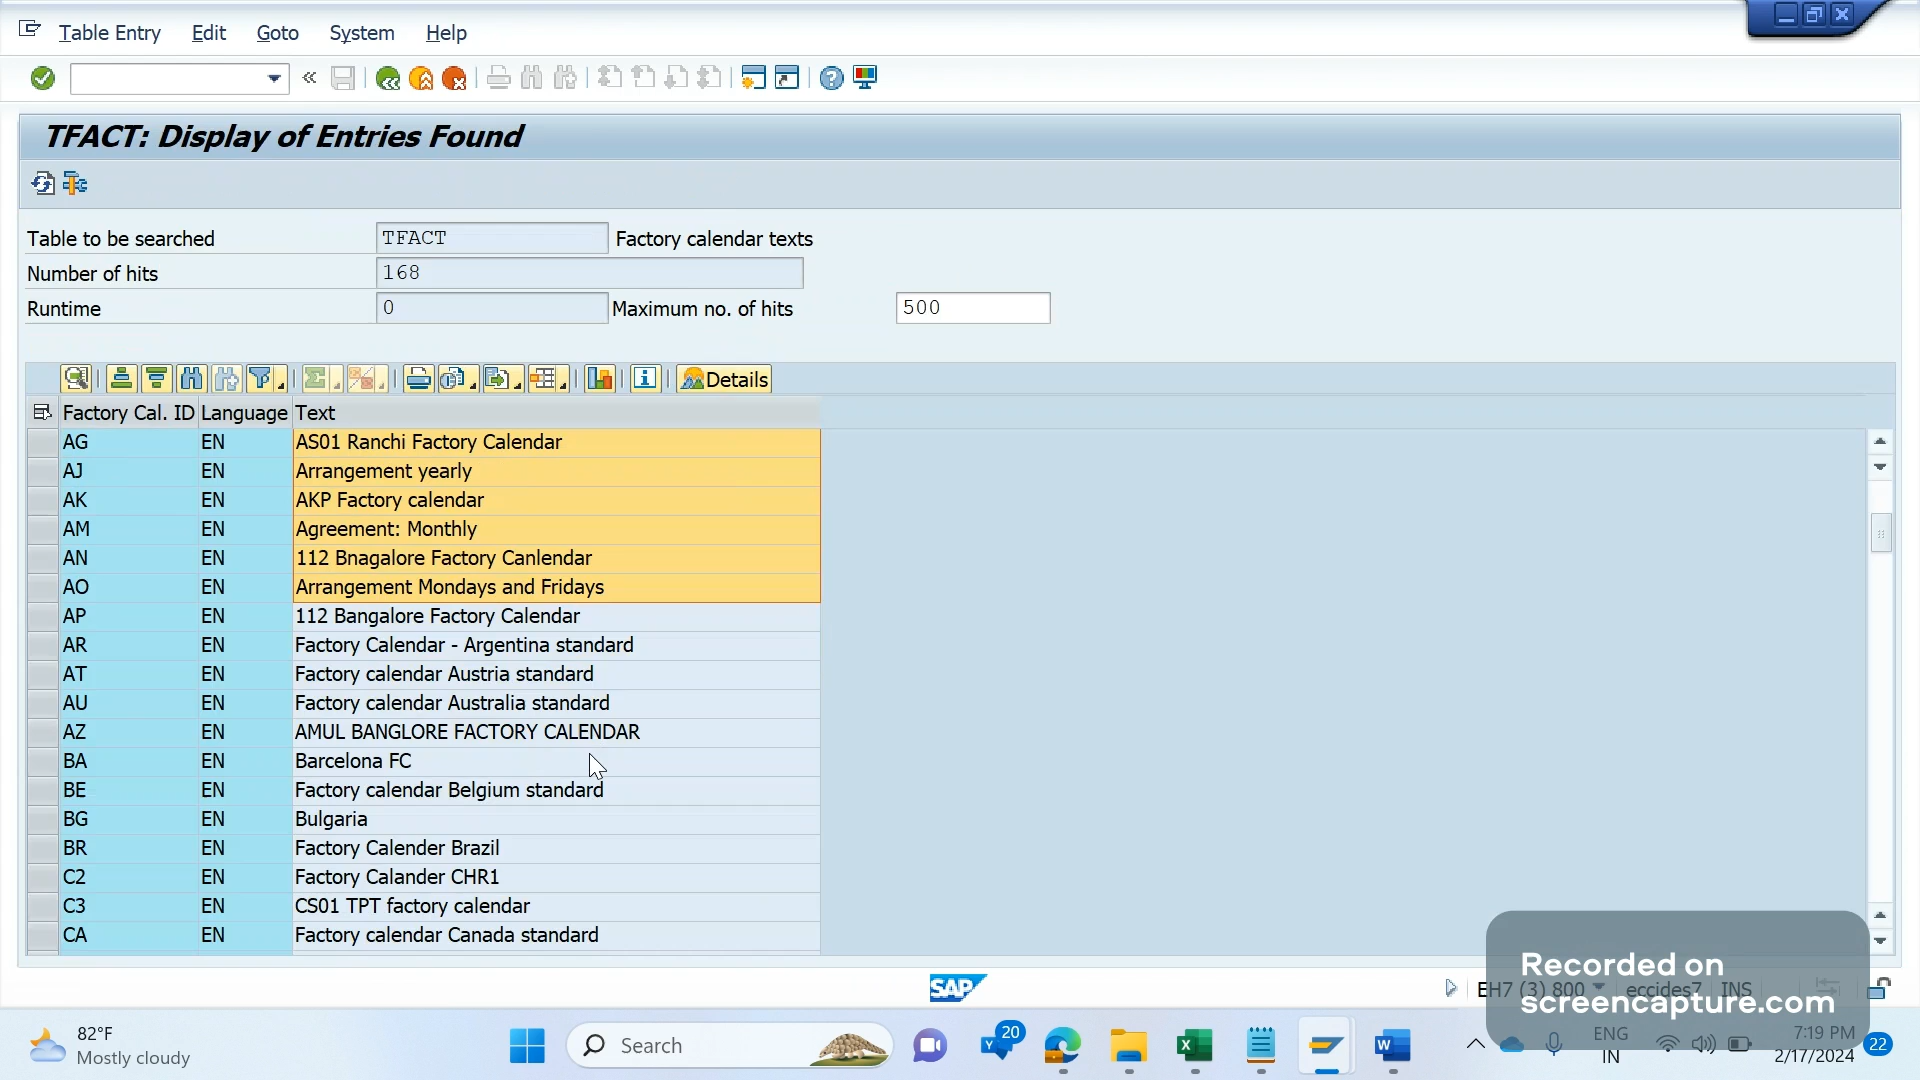 Table Entry Edit Goto System Help
TFACT: Display of Entries Found
Table to be searched TFACT Factory calendar texts
Number of hits 168
Runtime 0 Maximum no. of hits 500
Details
Factory Cal. ID Language Text
AG EN AS01 Ranchi Factory Calendar
AJ EN Arrangement yearly
AK EN AKP Factory calendar
AM EN Agreement: Monthly
AN EN 112 Bnagalore Factory Canlendar
AO EN Arrangement Mondays and Fridays
AP EN 112 Bangalore Factory Calendar
AR EN Factory Calendar - Argentina standard
AT EN Factory calendar Austria standard
AU EN Factory calendar Australia standard
AZ EN AMUL BANGLORE FACTORY CALENDAR
BA EN Barcelona FC
BE EN Factory calendar Belgium standard
BG EN Bulgaria
BR EN Factory Calender Brazil
C2 EN Factory Calander CHR1
C3 EN CS01 TPT factory calendar
CA EN Factory calendar Canada standard
Recorded on
screencapture.com
SAP EH7 (3) 800 eccides7 INS
82°F
Mostly cloudy
Search
20
ENG
IN
7:19 PM
2/17/2024
22